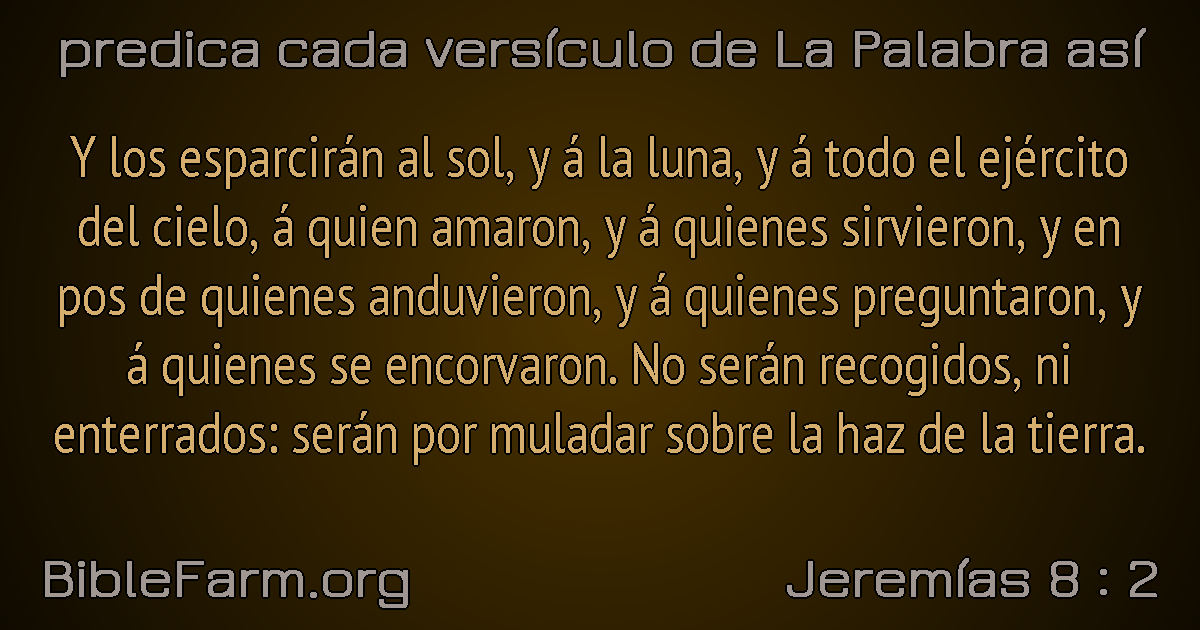 predica cada versículo de La Palabra así
Y los esparcirán al sol, y á la luna, y á todo el ejército
del cielo, á quien amaron, y á quienes sirvieron, y en
pos de quienes anduvieron, y á quienes preguntaron, y
á quienes se encorvaron. No serán recogidos, ni
enterrados: serán por muladar sobre la haz de la tierra.
BibleFarm.org
Jeremías 8 : 2